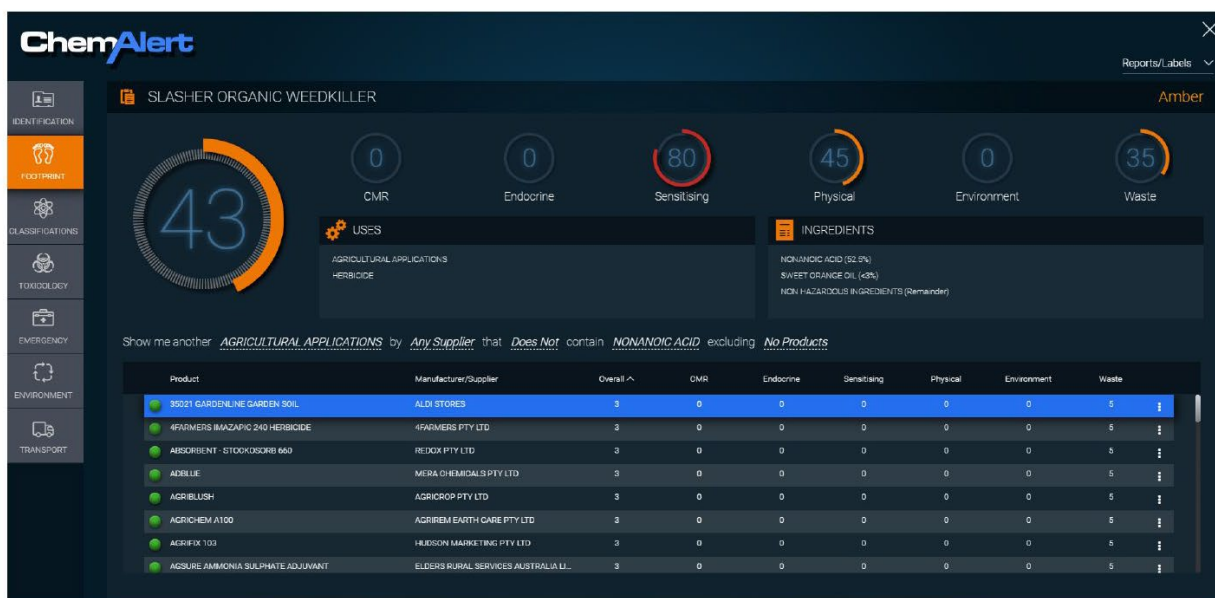 ChemAlert
Reports/Labels
IDENTIFICATION
FOOTPRINT
CLASSIFICATIONS
TOXICOLOGY
EMERGENCY
ENVIRONMENT
TRANSPORT
SLASHER ORGANIC WEEDKILLER Amber
43
0 0 80 45 0 35
CMR Endocrine Sensitising Physical Environment Waste
USES
AGRICULTURAL APPLICATIONS
HERBICIDE
INGREDIENTS
NONANOIC ACID (52.5%)
SWEET ORANGE OIL (<3%)
NON HAZARDOUS INGREDIENTS (Remainder)
Show me another AGRICULTURAL APPLICATIONS by Any Supplier that Does Not contain NONANOIC ACID excluding No Products
Product Manufacturer/Supplier Overall CMR Endocrine Sensitising Physical Environment Waste
35021 GARDENLINE GARDEN SOIL ALDI STORES 3 0 0 0 0 0 5
4FARMERS IMAZAPIC 240 HERBICIDE 4FARMERS PTY LTD 3 0 0 0 0 0 5
ABSORBENT - STOCKOSORB 660 REDOX PTY LTD 3 0 0 0 0 0 5
ADBLUE MERA CHEMICALS PTY LTD 3 0 0 0 0 0 5
AGRIBLUSH AGRICROP PTY LTD 3 0 0 0 0 0 5
AGRICHEM A100 AGRIREM EARTH CARE PTY LTD 3 0 0 0 0 0 5
AGRIFIX 103 HUDSON MARKETING PTY LTD 3 0 0 0 0 0 5
AGSURE AMMONIA SULPHATE ADJUVANT ELDERS RURAL SERVICES AUSTRALIA LI... 3 0 0 0 0 0 5